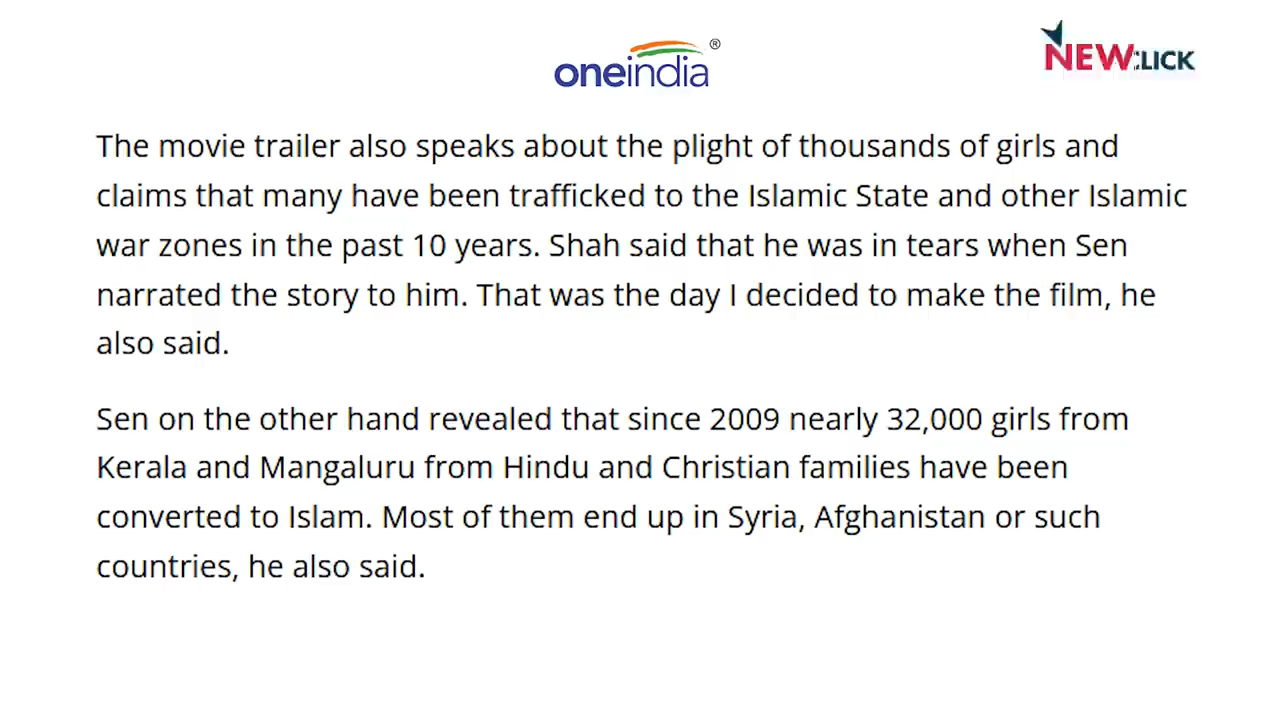 oneindia®
NEWSCLICK
The movie trailer also speaks about the plight of thousands of girls and
claims that many have been trafficked to the Islamic State and other Islamic
war zones in the past 10 years. Shah said that he was in tears when Sen
narrated the story to him. That was the day I decided to make the film, he
also said.
Sen on the other hand revealed that since 2009 nearly 32,000 girls from
Kerala and Mangaluru from Hindu and Christian families have been
converted to Islam. Most of them end up in Syria, Afghanistan or such
countries, he also said.